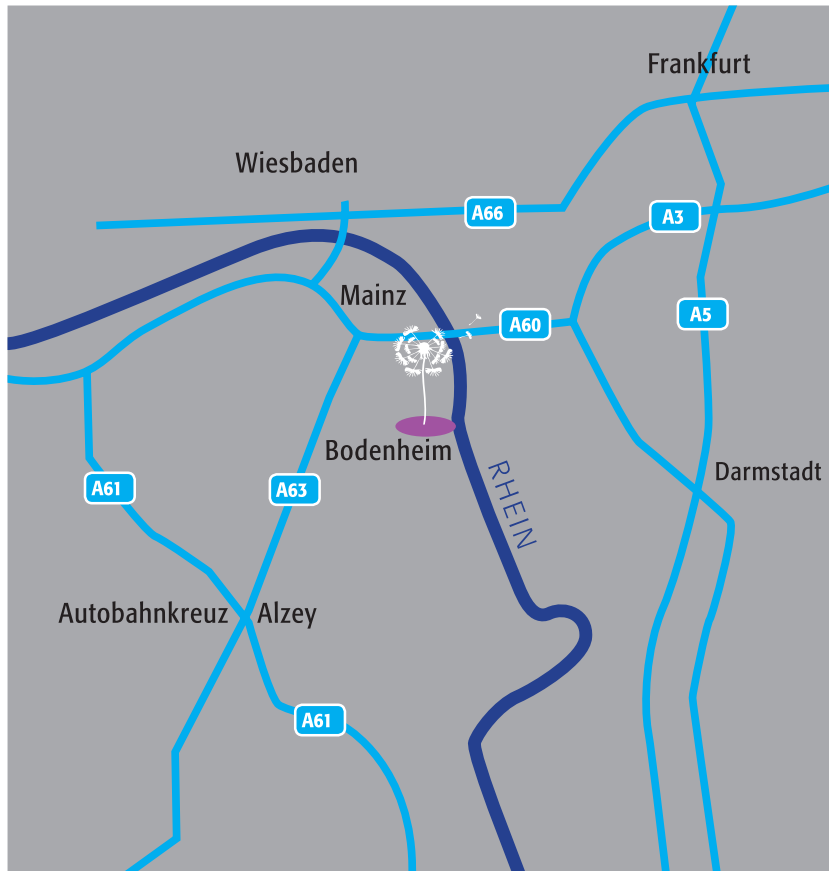 Frankfurt
Wiesbaden
A66
A3
Mainz
A60
A5
Bodenheim
RHEIN
Darmstadt
A61
A63
Autobahnkreuz Alzey
A61